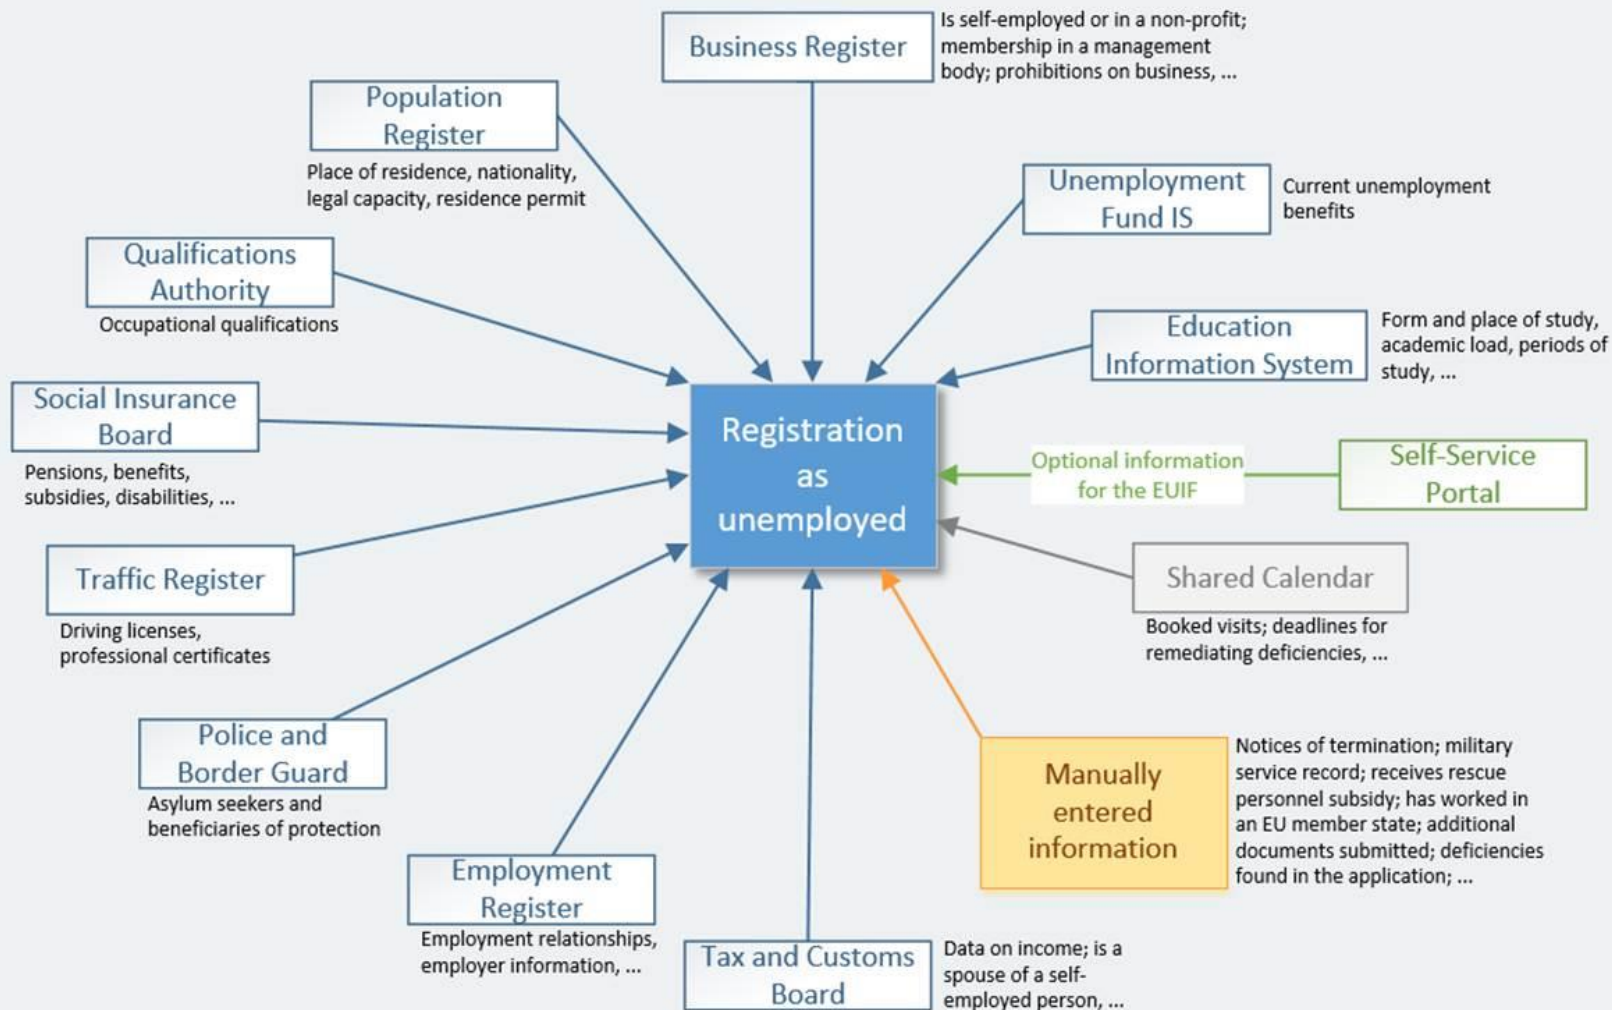 Business Register
Is self-employed or in a non-profit;
membership in a management
body; prohibitions on business, ...
Population
Register
Place of residence, nationality,
legal capacity, residence permit
Unemployment
Fund IS
Current unemployment
benefits
Qualifications
Authority
Occupational qualifications
Education
Information System
Form and place of study,
academic load, periods of
study, ...
Social Insurance
Board
Pensions, benefits,
subsidies, disabilities, ...
Registration
as
unemployed
Optional information
for the EUIF
Self-Service
Portal
Traffic Register
Driving licenses,
professional certificates
Shared Calendar
Booked visits; deadlines for
remediating deficiencies, ...
Police and
Border Guard
Asylum seekers and
beneficiaries of protection
Manually
entered
information
Notices of termination; military
service record; receives rescue
personnel subsidy; has worked in
an EU member state; additional
documents submitted; deficiencies
found in the application; ...
Employment
Register
Employment relationships,
employer information, ...
Tax and Customs
Board
Data on income; is a
spouse of a self-
employed person, ...